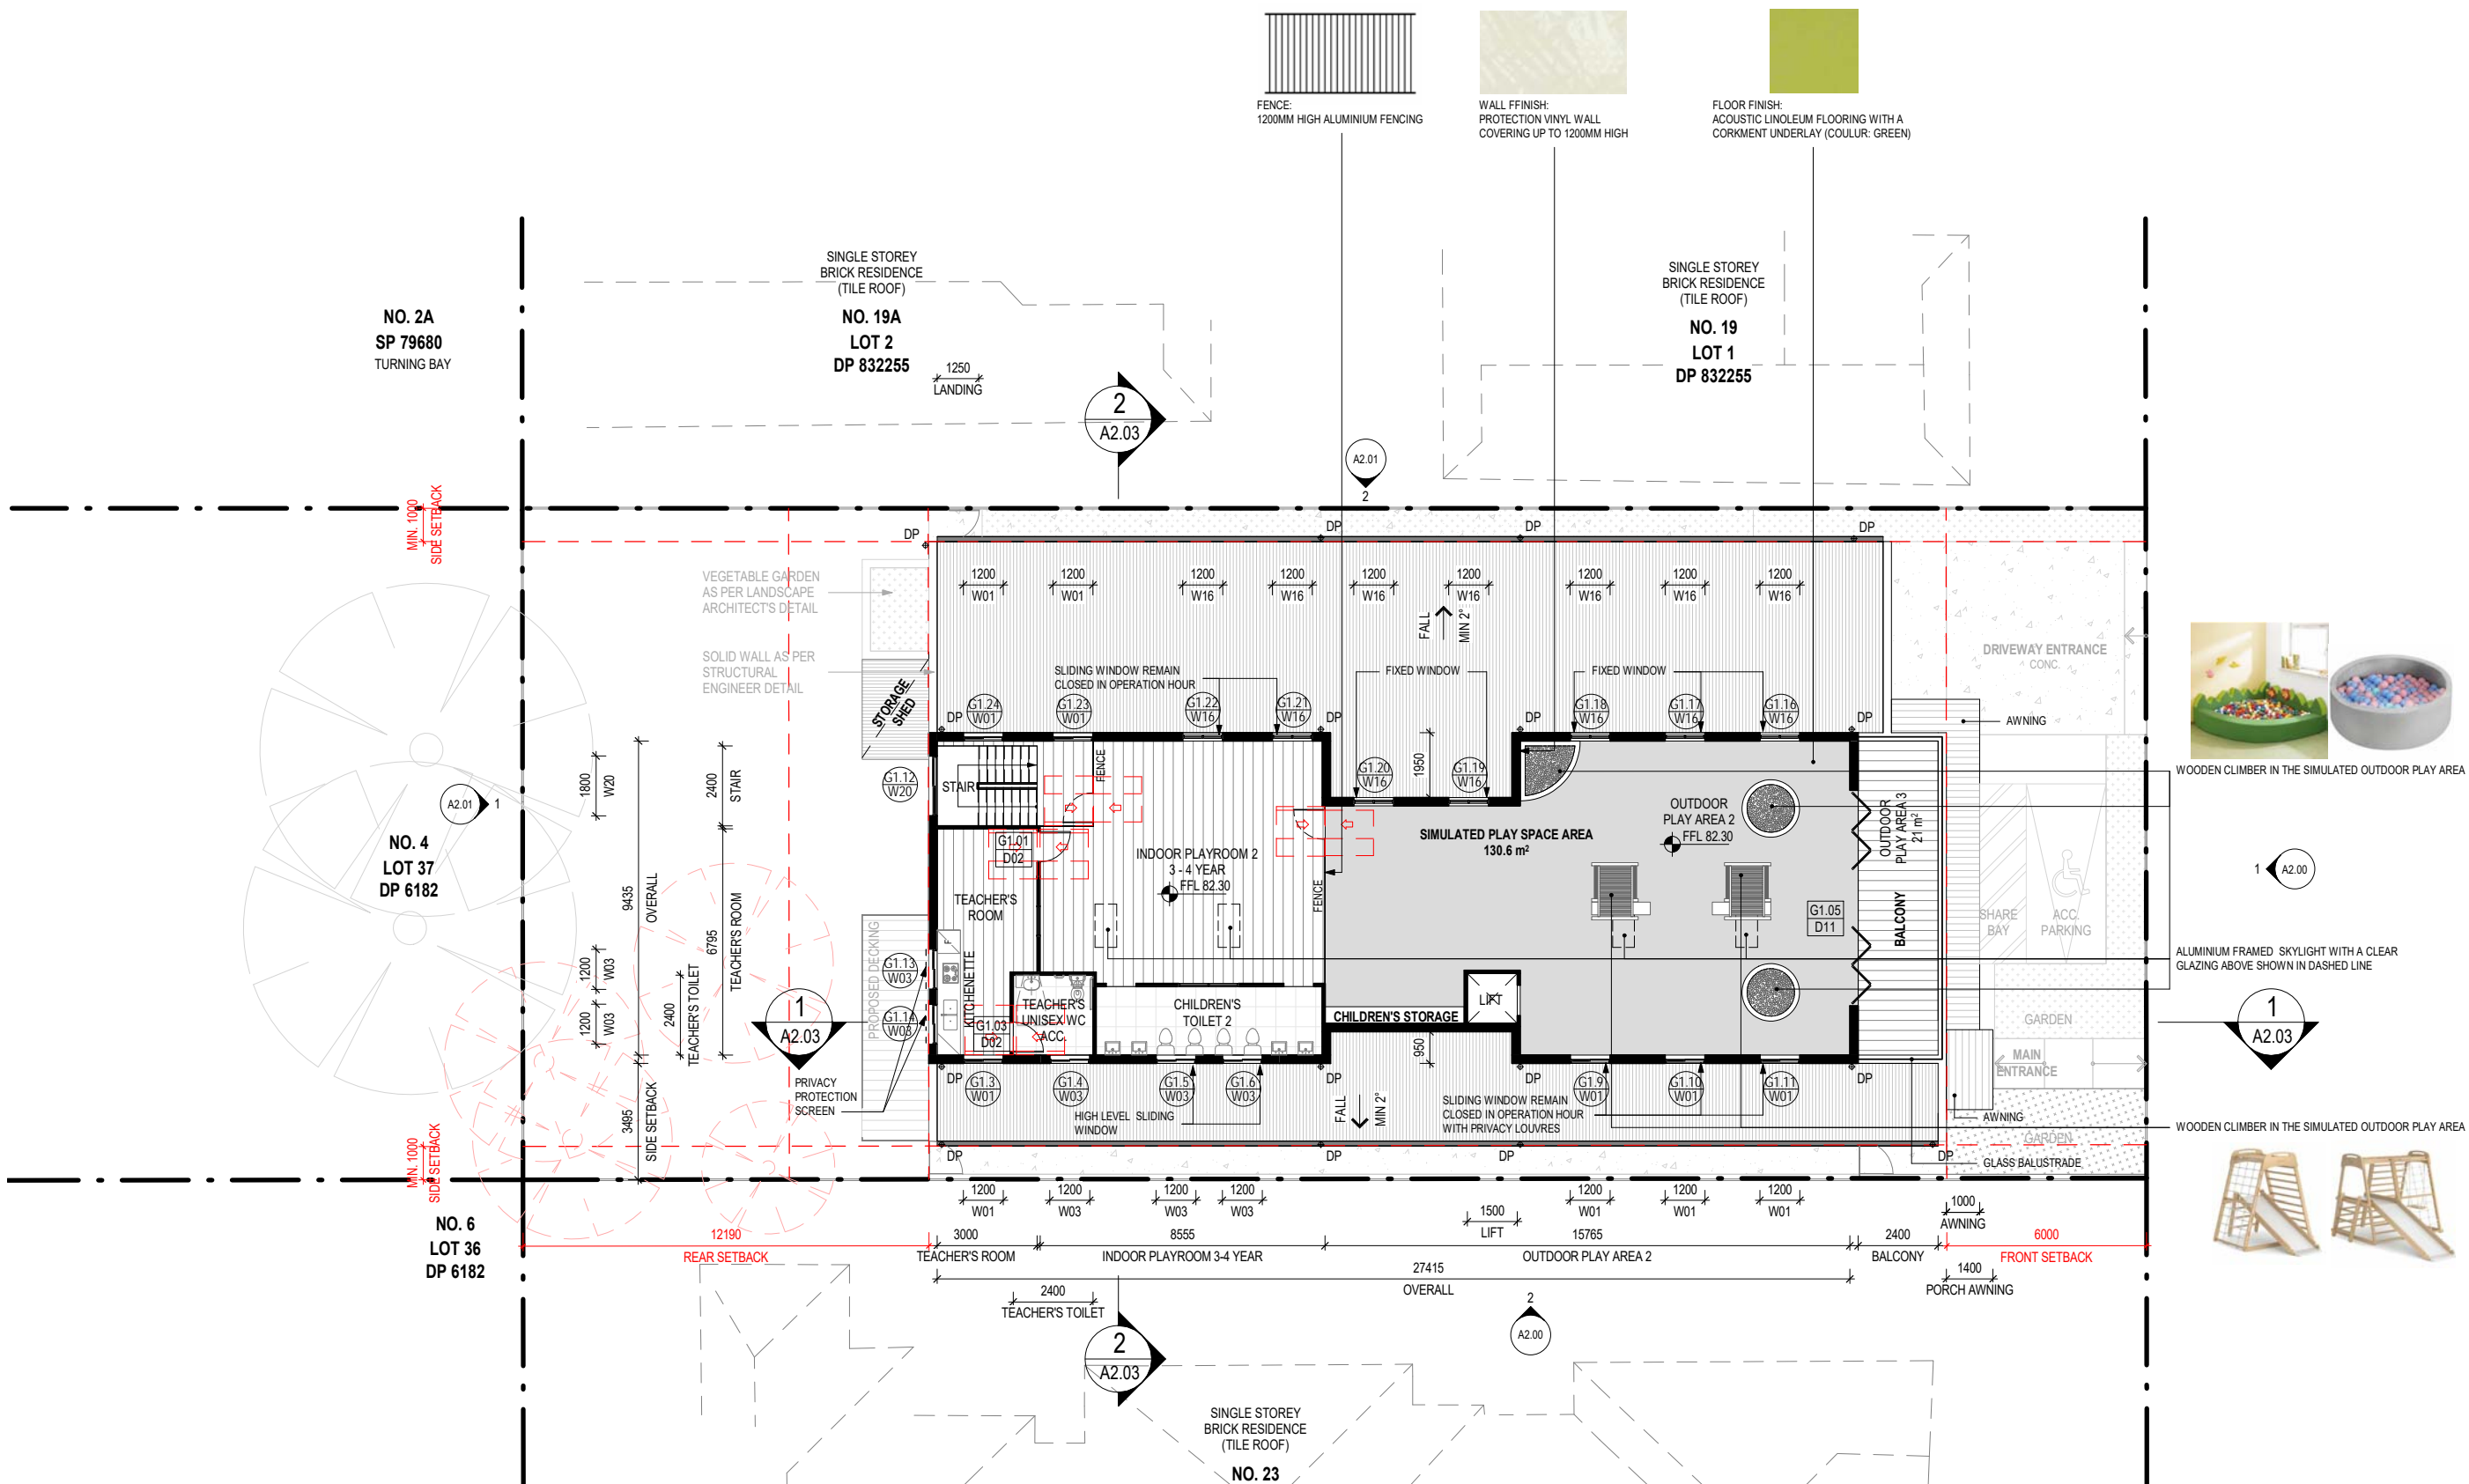 FENCE:
1200MM HIGH ALUMINIUM FENCING
WALL FFINISH:
PROTECTION VINYL WALL
COVERING UP TO 1200MM HIGH
FLOOR FINISH:
ACOUSTIC LINOLEUM FLOORING WITH A
CORKMENT UNDERLAY (COULUR: GREEN)
SINGLE STOREY
BRICK RESIDENCE
(TILE ROOF)
NO. 19A
LOT 2
DP 832255
SINGLE STOREY
BRICK RESIDENCE
(TILE ROOF)
NO. 19
LOT 1
DP 832255
NO. 2A
SP 79680
TURNING BAY
1250
LANDING
2
A2.03
A2.01
2
MIN. 1000
SIDE SETBACK
DP
DP
DP
DP
VEGETABLE GARDEN
AS PER LANDSCAPE
ARCHITECT'S DETAIL
1200
W01
1200
W01
1200
W16
1200
W16
1200
W16
1200
W16
1200
W16
1200
W16
1200
W16
FALL
MIN 2°
DRIVEWAY ENTRANCE
CONC.
SOLID WALL AS PER
STRUCTURAL
ENGINEER DETAIL
STORAGE
SHED
SLIDING WINDOW REMAIN
CLOSED IN OPERATION HOUR
FIXED WINDOW
FIXED WINDOW
DP
G1.24
W01
G1.23
W01
G1.22
W16
G1.21
W16
DP
DP
G1.18
W16
G1.17
W16
G1.16
W16
DP
AWNING
WOODEN CLIMBER IN THE SIMULATED OUTDOOR PLAY AREA
G1.12
W20
STAIR
FENCE
G1.20
W16
1950
G1.19
W16
1800
W20
2400
STAIR
A2.01
1
NO. 4
LOT 37
DP 6182
9435
OVERALL
6795
TEACHER'S ROOM
G1.01
D02
INDOOR PLAYROOM 2
3 - 4 YEAR
FFL 82.30
FENCE
SIMULATED PLAY SPACE AREA
130.6 m²
OUTDOOR
PLAY AREA 2
FFL 82.30
OUTDOOR
PLAY AREA 3
21 m²
BALCONY
G1.05
D11
SHARE
BAY
ACC.
PARKING
1
A2.00
TEACHER'S
ROOM
F
KITCHENETTE
G1.13
W03
G1.14
W03
PROPOSED DECKING
1200
W03
1200
W03
2400
TEACHER'S TOILET
1
A2.03
G1.03
D02
TEACHER'S
UNISEX WC
ACC.
CHILDREN'S
TOILET 2
CHILDREN'S STORAGE
LIFT
ALUMINIUM FRAMED SKYLIGHT WITH A CLEAR
GLAZING ABOVE SHOWN IN DASHED LINE
1
A2.03
GARDEN
MAIN
ENTRANCE
3495
SIDE SETBACK
PRIVACY
PROTECTION
SCREEN
DP
G1.3
W01
G1.4
W03
G1.5
W03
G1.6
W03
DP
950
DP
G1.9
W01
G1.10
W01
G1.11
W01
DP
HIGH LEVEL SLIDING
WINDOW
FALL
MIN 2°
SLIDING WINDOW REMAIN
CLOSED IN OPERATION HOUR
WITH PRIVACY LOUVRES
AWNING
GARDEN
WOODEN CLIMBER IN THE SIMULATED OUTDOOR PLAY AREA
GLASS BALUSTRADE
MIN. 1000
SIDE SETBACK
DP
DP
DP
DP
NO. 6
LOT 36
DP 6182
1200
W01
1200
W03
1200
W03
1200
W03
1500
LIFT
1200
W01
1200
W01
1200
W01
1000
AWNING
12190
REAR SETBACK
3000
TEACHER'S ROOM
8555
INDOOR PLAYROOM 3-4 YEAR
15765
OUTDOOR PLAY AREA 2
2400
BALCONY
6000
FRONT SETBACK
27415
OVERALL
1400
PORCH AWNING
2400
TEACHER'S TOILET
2
A2.03
2
A2.00
SINGLE STOREY
BRICK RESIDENCE
(TILE ROOF)
NO. 23